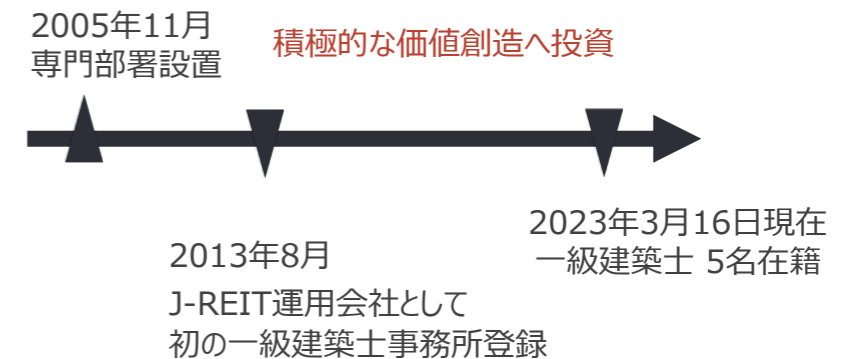 2005年11月
専門部署設置
積極的な価値創造へ投資
2013年8月
J-REIT運用会社として
初の一級建築士事務所登録
2023年3月16日現在
一級建築士 5名在籍